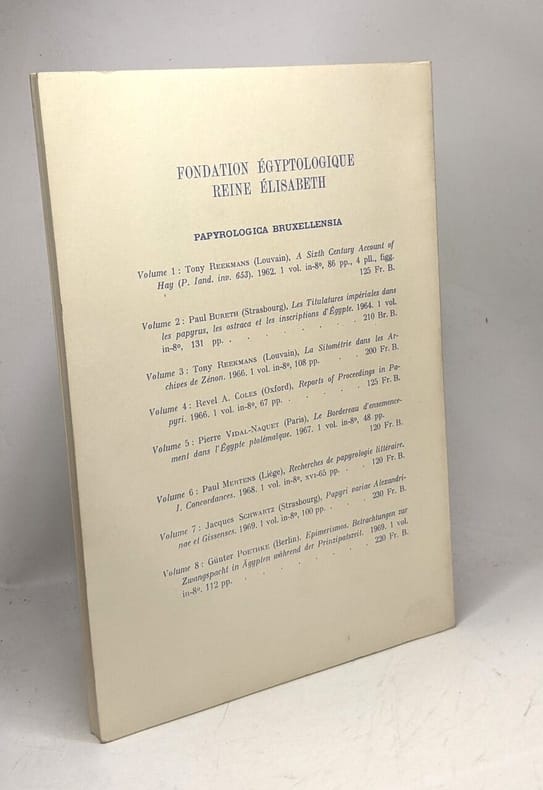 FONDATION ÉGYPTOLOGIQUE
REINE ÉLISABETH
PAPYROLOGICA BRUXELLENSIA
Volume 1 : Tony REEKMANS (Louvain), A Sixth Century Account of
Hay (P. Iand. inv. 653). 1962. 1 vol. in-8º, 86 pp., 4 pll., figg.
125 Fr. B.
Volume 2 : Paul BURETH (Strasbourg), Les Titulatures impériales dans
les papyrus, les ostraca et les inscriptions d'Égypte. 1964. 1 vol.
in-8º, 131 pp. . . . . . . . . . 210 Br. B.
Volume 3 : Tony REEKMANS (Louvain), La Sitométrie dans les Ar-
chives de Zénon. 1966. 1 vol. in-8º, 108 pp. . . . 200 Fr. B.
Volume 4 : Revel A. COLES (Oxford), Reports of Proceedings in Pa-
pyri. 1966. 1 vol. in-8º, 67 pp. . . . . . 125 Fr. B.
Volume 5 : Pierre VIDAL-NAQUET (Paris), Le Bordereau d'ensemence-
ment dans l'Égypte ptolémaïque. 1967. 1 vol. in-8º, 48 pp.
120 Fr. B.
Volume 6 : Paul MERTENS (Liège), Recherches de papyrologie littéraire.
I. Concordances. 1968. 1 vol. in-8º, XVI-65 pp. . . 120 Fr. B.
Volume 7 : Jacques SCHWARTZ (Strasbourg), Papyri variae Alexandri-
nae et Gissenses. 1969. 1 vol. in-8º, 100 pp. . . . 230 Fr. B.
Volume 8 : Günter POETHKE (Berlin), Epimerismos. Betrachtungen zur
Zwangspacht in Ägypten während der Prinzipatszeit. 1969. 1 vol.
in-8º. 112 pp. . . . . . . . . 220 Fr. B.